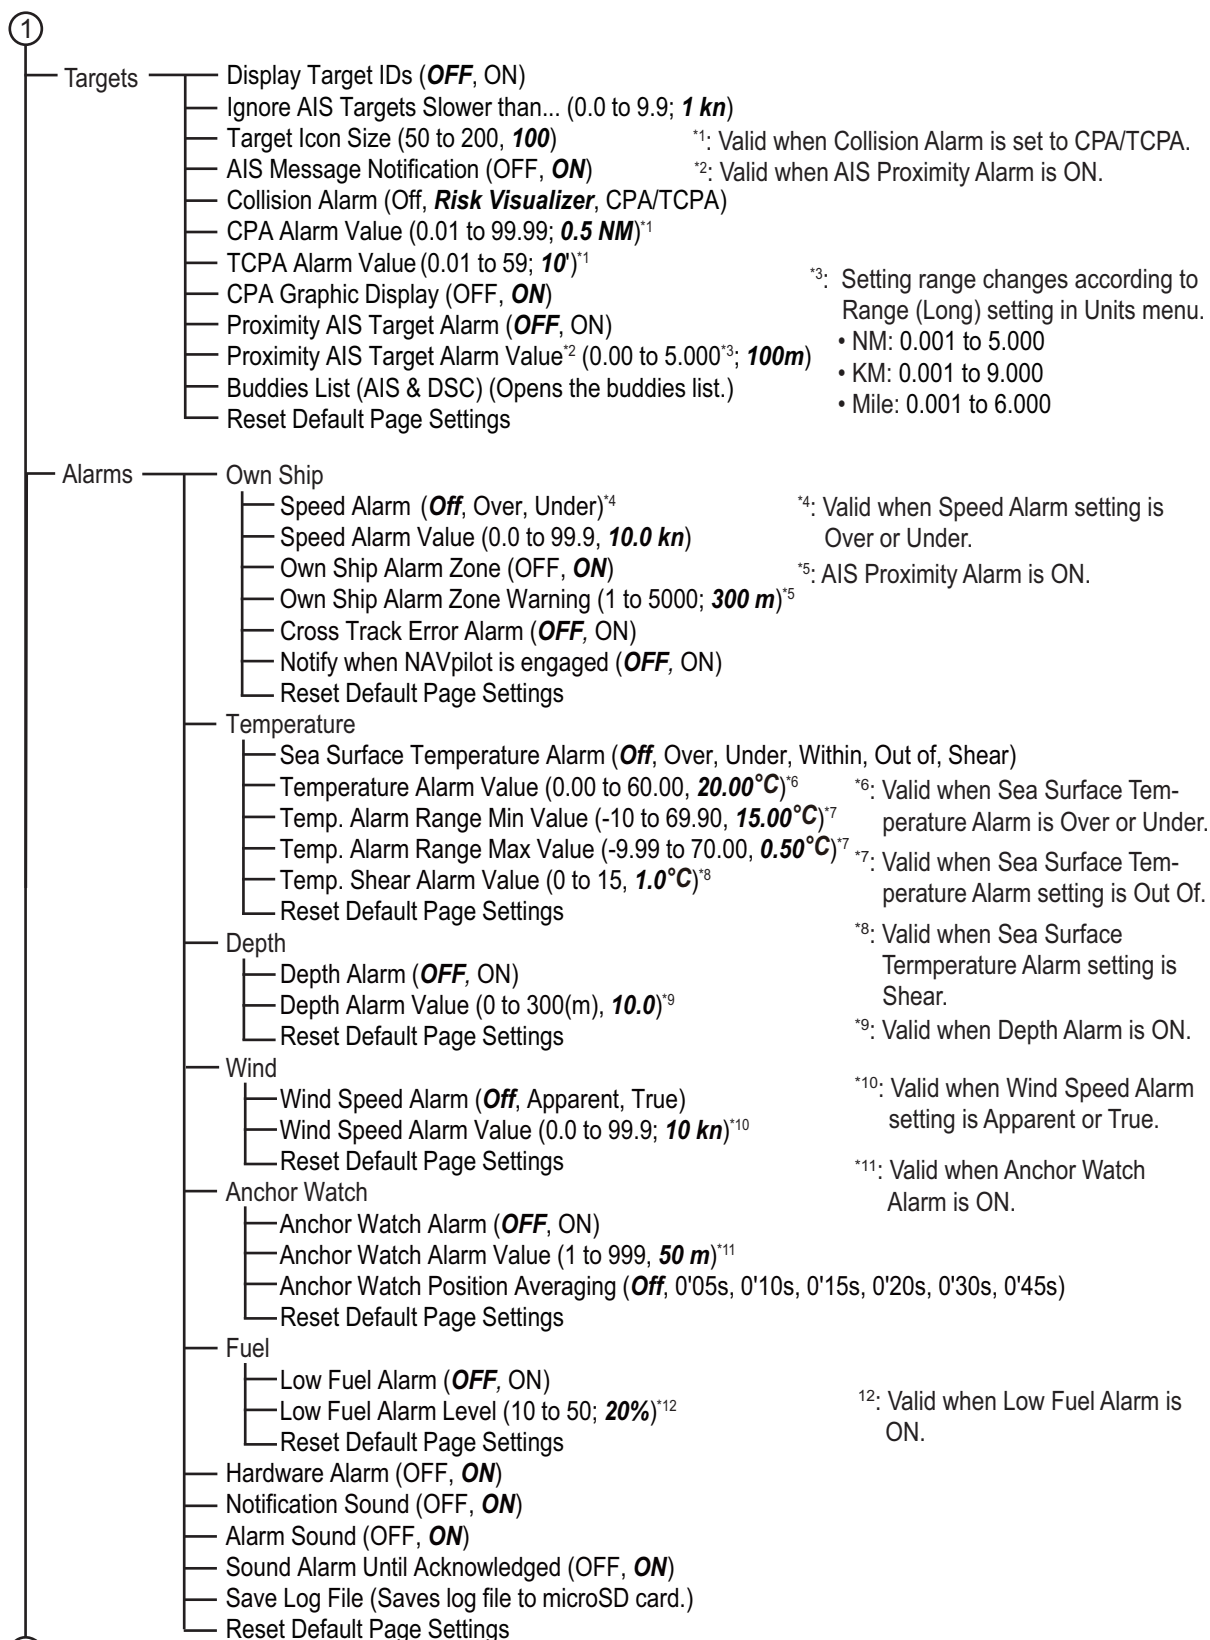 1
Targets
Display Target IDs (OFF, ON)
Ignore AIS Targets Slower than... (0.0 to 9.9; 1 kn)
Target Icon Size (50 to 200, 100)
AIS Message Notification (OFF, ON)
Collision Alarm (Off, Risk Visualizer, CPA/TCPA)
CPA Alarm Value (0.01 to 99.99; 0.5 NM)*1
TCPA Alarm Value (0.01 to 59; 10')*1
CPA Graphic Display (OFF, ON)
Proximity AIS Target Alarm (OFF, ON)
Proximity AIS Target Alarm Value*2 (0.00 to 5.000*3; 100m)
Buddies List (AIS & DSC) (Opens the buddies list.)
Reset Default Page Settings
*1: Valid when Collision Alarm is set to CPA/TCPA.
*2: Valid when AIS Proximity Alarm is ON.
*3: Setting range changes according to
Range (Long) setting in Units menu.
• NM: 0.001 to 5.000
• KM: 0.001 to 9.000
• Mile: 0.001 to 6.000
Alarms
Own Ship
Speed Alarm (Off, Over, Under)*4
Speed Alarm Value (0.0 to 99.9, 10.0 kn)
Own Ship Alarm Zone (OFF, ON)
Own Ship Alarm Zone Warning (1 to 5000; 300 m)*5
Cross Track Error Alarm (OFF, ON)
Notify when NAVpilot is engaged (OFF, ON)
Reset Default Page Settings
*4: Valid when Speed Alarm setting is
Over or Under.
*5: AIS Proximity Alarm is ON.
Temperature
Sea Surface Temperature Alarm (Off, Over, Under, Within, Out of, Shear)
Temperature Alarm Value (0.00 to 60.00, 20.00°C)*6
Temp. Alarm Range Min Value (-10 to 69.90, 15.00°C)*7
Temp. Alarm Range Max Value (-9.99 to 70.00, 0.50°C)*7
Temp. Shear Alarm Value (0 to 15, 1.0°C)*8
Reset Default Page Settings
*6: Valid when Sea Surface Tem-
perature Alarm is Over or Under.
*7: Valid when Sea Surface Tem-
perature Alarm setting is Out Of.
*8: Valid when Sea Surface
Termperature Alarm setting is
Shear.
Depth
Depth Alarm (OFF, ON)
Depth Alarm Value (0 to 300(m), 10.0)*9
Reset Default Page Settings
*9: Valid when Depth Alarm is ON.
Wind
Wind Speed Alarm (Off, Apparent, True)
Wind Speed Alarm Value (0.0 to 99.9; 10 kn)*10
Reset Default Page Settings
*10: Valid when Wind Speed Alarm
setting is Apparent or True.
Anchor Watch
Anchor Watch Alarm (OFF, ON)
Anchor Watch Alarm Value (1 to 999, 50 m)*11
Anchor Watch Position Averaging (Off, 0'05s, 0'10s, 0'15s, 0'20s, 0'30s, 0'45s)
Reset Default Page Settings
*11: Valid when Anchor Watch
Alarm is ON.
Fuel
Low Fuel Alarm (OFF, ON)
Low Fuel Alarm Level (10 to 50; 20%)*12
Reset Default Page Settings
12: Valid when Low Fuel Alarm is
ON.
Hardware Alarm (OFF, ON)
Notification Sound (OFF, ON)
Alarm Sound (OFF, ON)
Sound Alarm Until Acknowledged (OFF, ON)
Save Log File (Saves log file to microSD card.)
Reset Default Page Settings